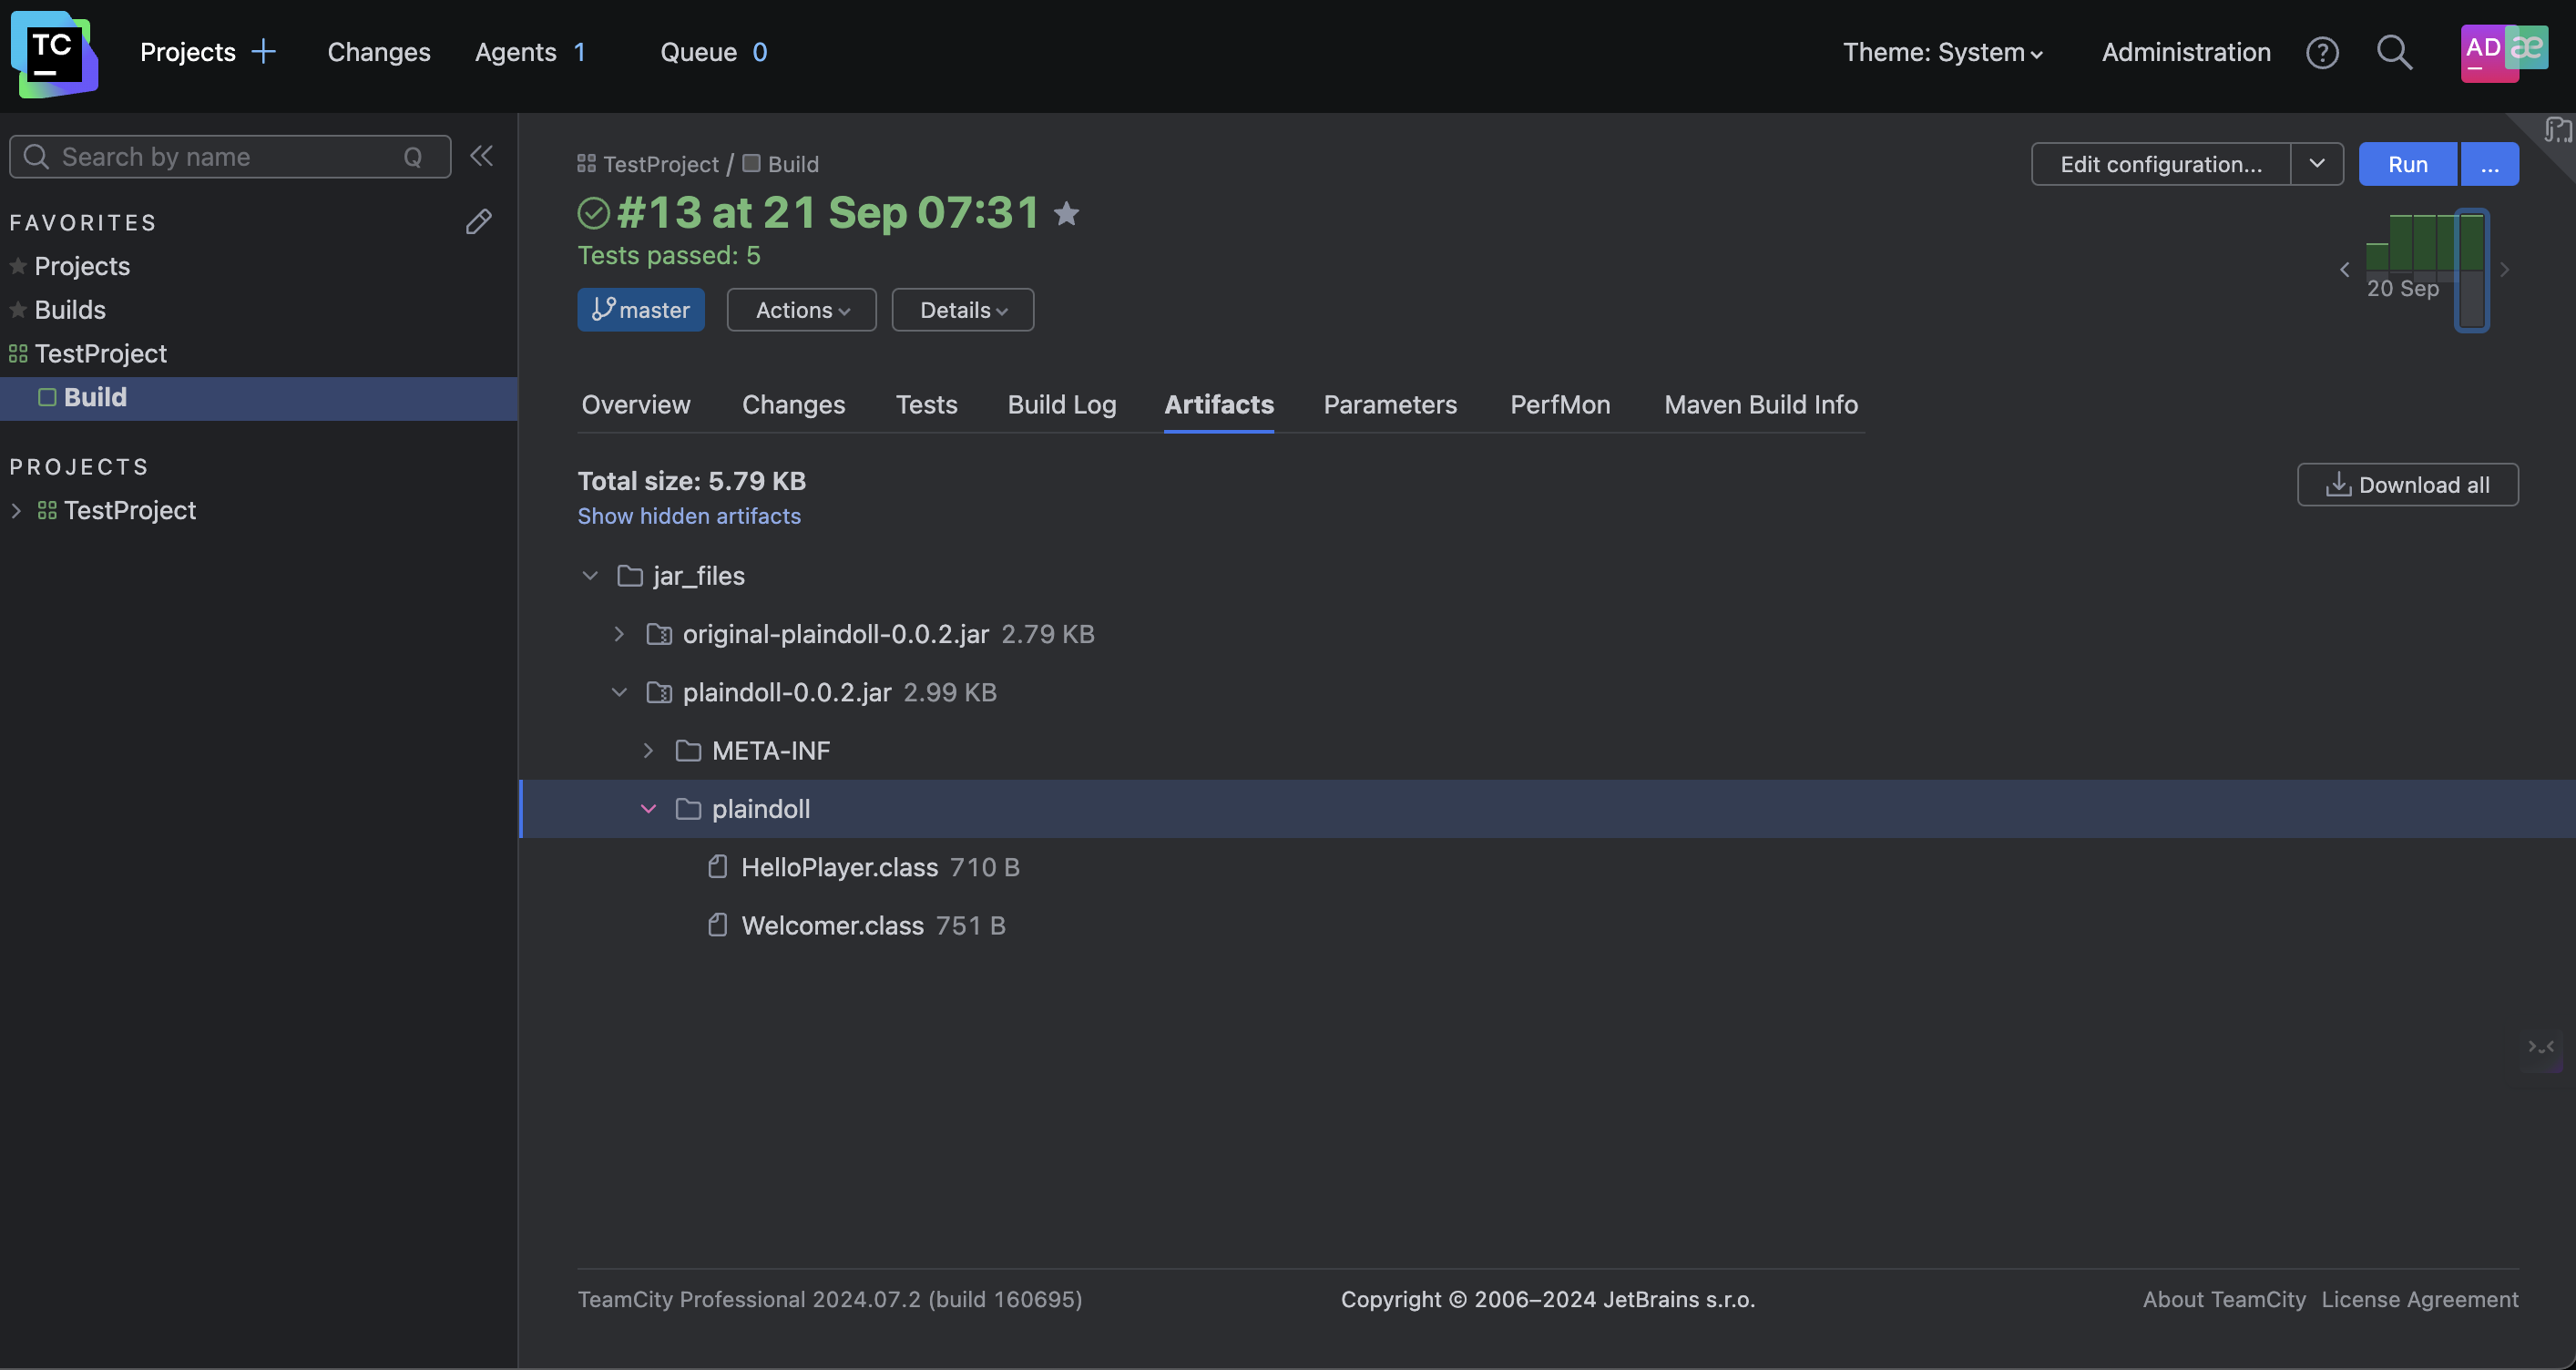 TC
Projects
Changes
Agents 1
Queue 0
Theme: System
Administration
?
AD
æ
Search by name
Q
FAVORITES
Projects
Builds
TestProject
Build
PROJECTS
TestProject
TestProject / Build
Edit configuration...
Run
...
#13 at 21 Sep 07:31
Tests passed: 5
20 Sep
master
Actions
Details
Overview
Changes
Tests
Build Log
Artifacts
Parameters
PerfMon
Maven Build Info
Total size: 5.79 KB
Download all
Show hidden artifacts
jar_files
original-plaindoll-0.0.2.jar 2.79 KB
plaindoll-0.0.2.jar 2.99 KB
META-INF
plaindoll
HelloPlayer.class 710 B
Welcomer.class 751 B
TeamCity Professional 2024.07.2 (build 160695)
Copyright © 2006–2024 JetBrains s.r.o.
About TeamCity
License Agreement